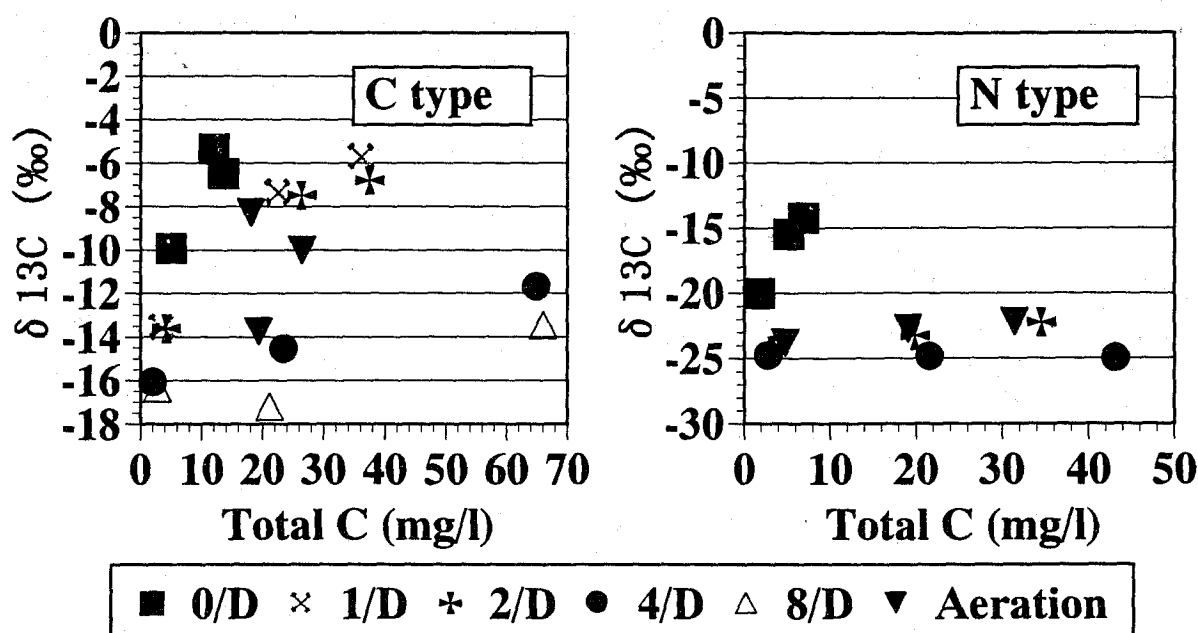 C type
δ 13C (‰)
0
-2
-4
-6
-8
-10
-12
-14
-16
-18
0 10 20 30 40 50 60 70
Total C (mg/l)
N type
δ 13C (‰)
0
-5
-10
-15
-20
-25
-30
0 10 20 30 40 50
Total C (mg/l)
0/D 1/D 2/D 4/D 8/D Aeration